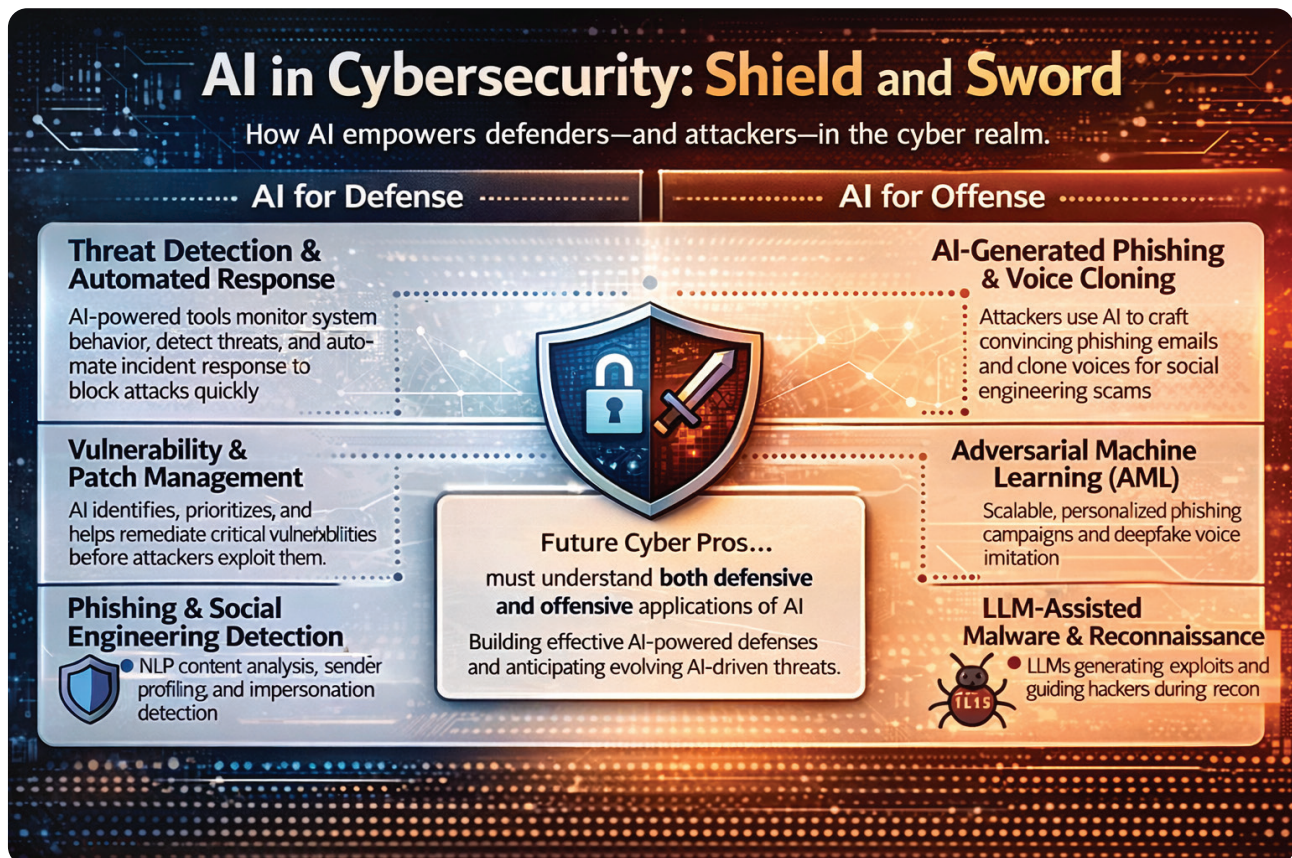 AI in Cybersecurity: Shield and Sword
How AI empowers defenders—and attackers—in the cyber realm.
AI for Defense
AI for Offense
Threat Detection &
Automated Response
AI-powered tools monitor system
behavior, detect threats, and auto-
mate incident response to
block attacks quickly
Vulnerability &
Patch Management
AI identifies, prioritizes, and
helps remediate critical
before attackers exploit them.
Phishing & Social
Engineering Detection
NLP content analysis, sender
profiling, and impersonation
detection
Future Cyber Pros...
must understand both defensive
and offensive applications of AI
Building effective AI-powered defenses
and anticipating evolving AI-driven threats.
AI-Generated Phishing
& Voice Cloning
Attackers use AI to craft
convincing phishing emails
and clone voices for social
engineering scams
Adversarial Machine
Learning (AML)
Scalable, personalized phishing
campaigns and deepfake voice
imitation
LLM-Assisted
Malware & Reconnaissance
LLMs generating exploits and
guiding hackers during recon